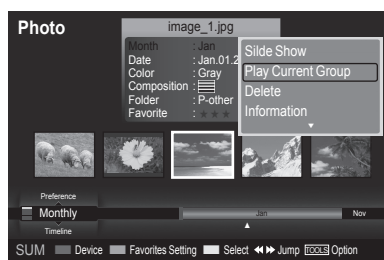 Photo
image_1.jpg
Month : Jan
Date : Jan.01.2
Color : Gray
Composition :
Folder : P-other
Favorite : ★★★
Silde Show
Play Current Group
Delete
Information
Preference
Monthly
Timeline
Jan
Nov
SUM Device Favorites Setting Select Jump TOOLS Option